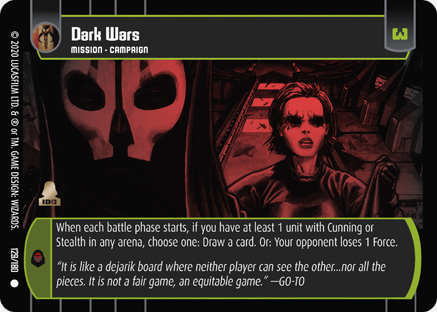 Dark Wars
MISSION · CAMPAIGN
When each battle phase starts, if you have at least 1 unit with Cunning or
Stealth in any arena, choose one: Draw a card. Or: Your opponent loses 1 Force.
“It is like a dejarik board where neither player can see the other...nor all the
pieces. It is not a fair game, an equitable game.” —GO-TO
© 2020 LUCASFILM LTD. & ® or TM. GAME DESIGN, WIZARDS.
129/180